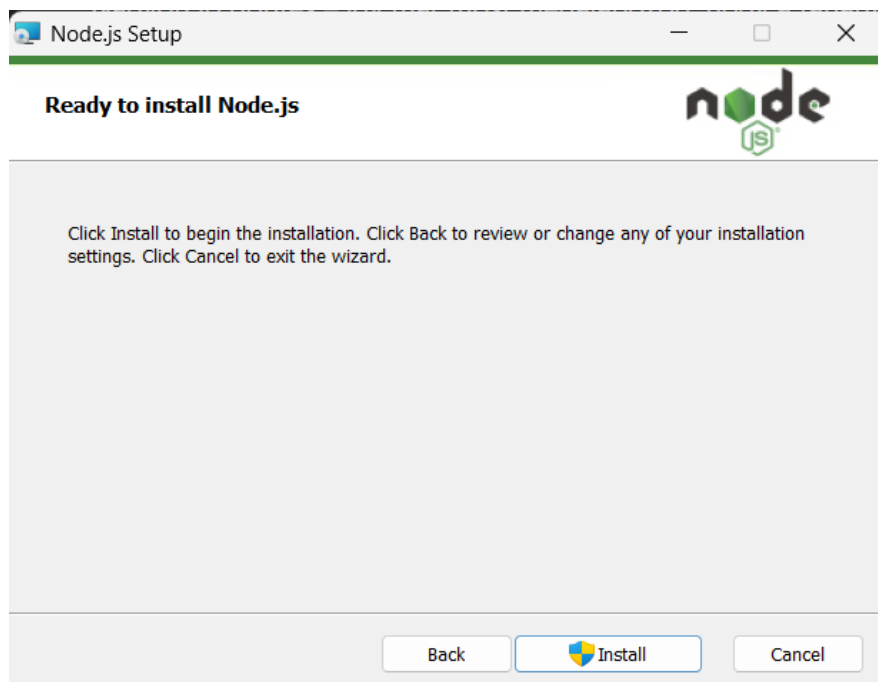 Node.js Setup
Ready to install Node.js
node
JS
Click Install to begin the installation. Click Back to review or change any of your installation
settings. Click Cancel to exit the wizard.
Back
Install
Cancel